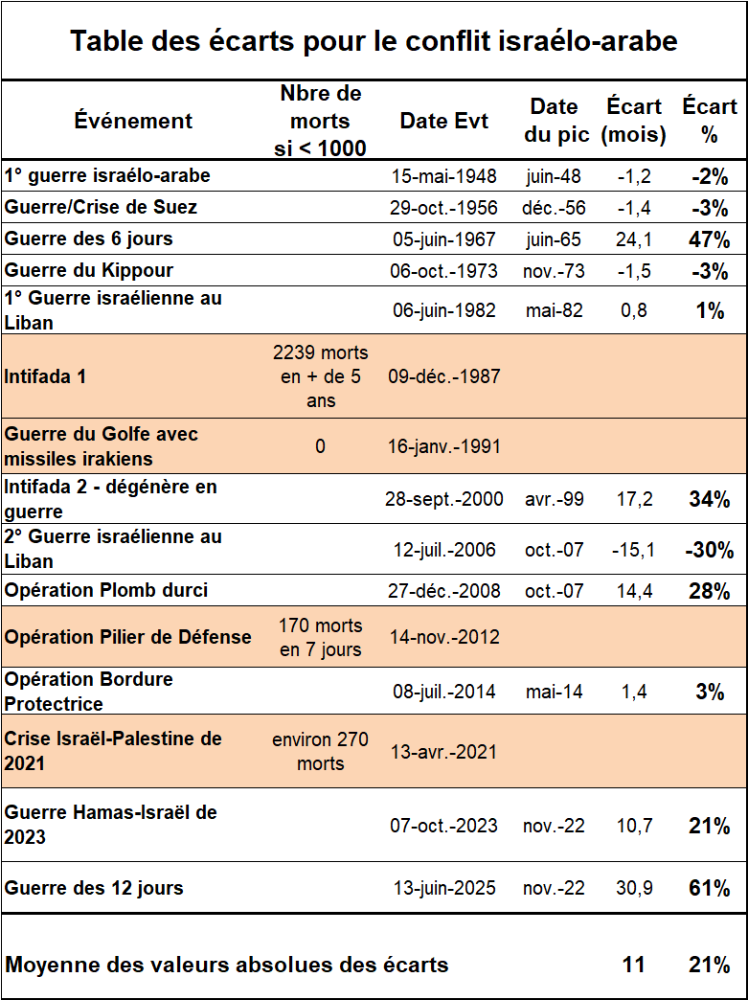 Table des écarts pour le conflit israélo-arabe
Événement | Nbre de morts si < 1000 | Date Evt | Date du pic | Écart (mois) | Écart %
1° guerre israélo-arabe | | 15-mai-1948 | juin-48 | -1,2 | -2%
Guerre/Crise de Suez | | 29-oct.-1956 | déc.-56 | -1,4 | -3%
Guerre des 6 jours | | 05-juin-1967 | juin-65 | 24,1 | 47%
Guerre du Kippour | | 06-oct.-1973 | nov.-73 | -1,5 | -3%
1° Guerre israélienne au Liban | | 06-juin-1982 | mai-82 | 0,8 | 1%
Intifada 1 | 2239 morts en + de 5 ans | 09-déc.-1987
Guerre du Golfe avec missiles irakiens | 0 | 16-janv.-1991
Intifada 2 - dégénère en guerre | | 28-sept.-2000 | avr.-99 | 17,2 | 34%
2° Guerre israélienne au Liban | | 12-juil.-2006 | oct.-07 | -15,1 | -30%
Opération Plomb durci | | 27-déc.-2008 | oct.-07 | 14,4 | 28%
Opération Pilier de Défense | 170 morts en 7 jours | 14-nov.-2012
Opération Bordure Protectrice | | 08-juil.-2014 | mai-14 | 1,4 | 3%
Crise Israël-Palestine de 2021 | environ 270 morts | 13-avr.-2021
Guerre Hamas-Israël de 2023 | | 07-oct.-2023 | nov.-22 | 10,7 | 21%
Guerre des 12 jours | | 13-juin-2025 | nov.-22 | 30,9 | 61%
Moyenne des valeurs absolues des écarts | 11 | 21%